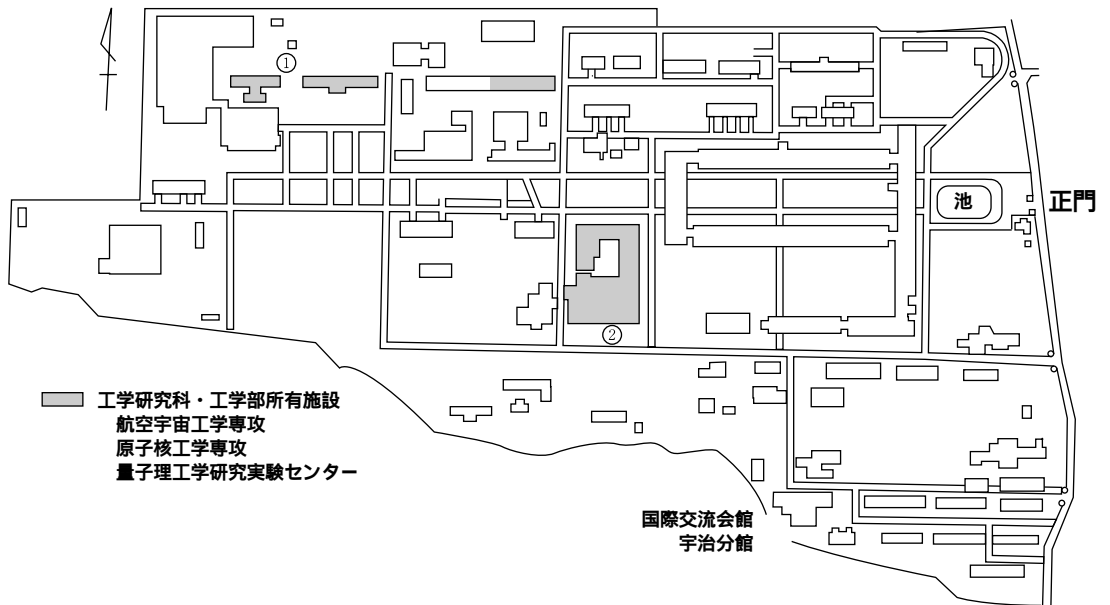 ①
池
正門
②
工学研究科・工学部所有施設
航空宇宙工学専攻
原子核工学専攻
量子理工学研究実験センター
国際交流会館
宇治分館